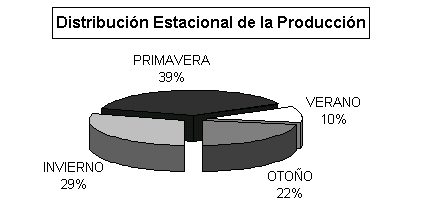 Distribución Estacional de la Producción
PRIMAVERA
39%
VERANO
10%
INVIERNO
29%
OTOÑO
22%